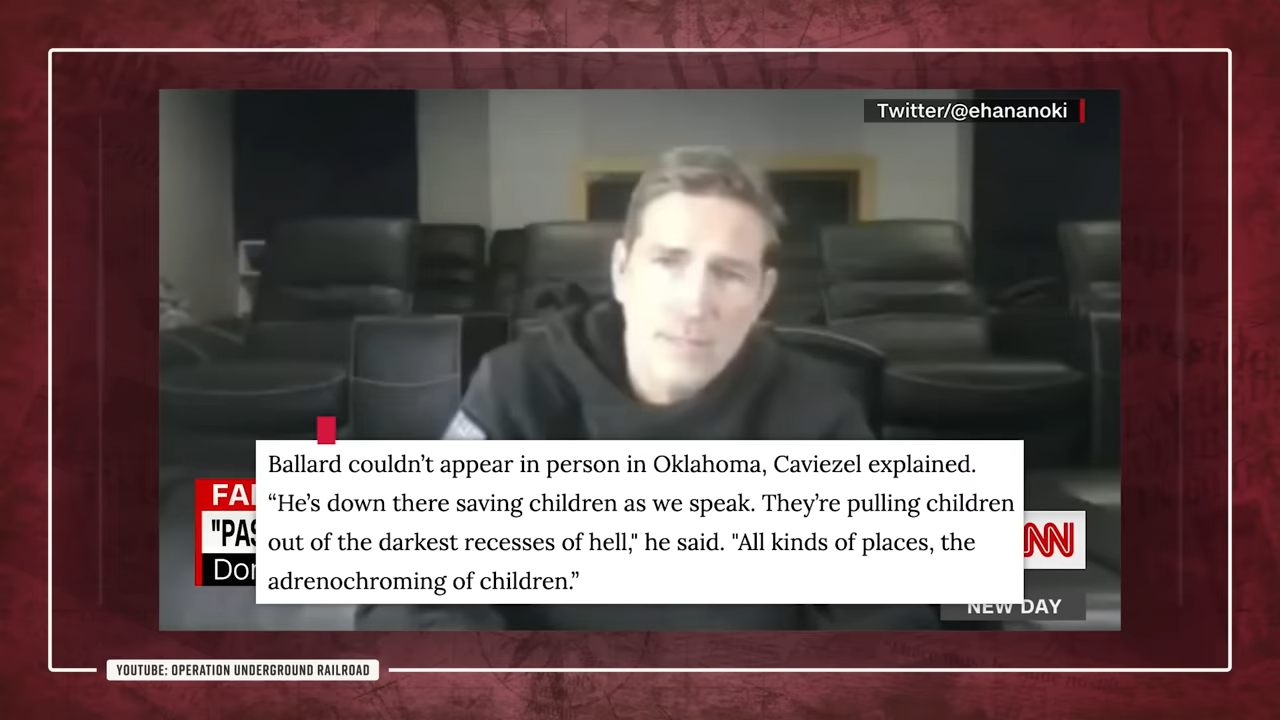 Twitter/@ehananoki
Ballard couldn’t appear in person in Oklahoma, Caviezel explained.
“He’s down there saving children as we speak. They’re pulling children
out of the darkest recesses of hell," he said. "All kinds of places, the
adrenochroming of children.”
NEW DAY
YOUTUBE: OPERATION UNDERGROUND RAILROAD